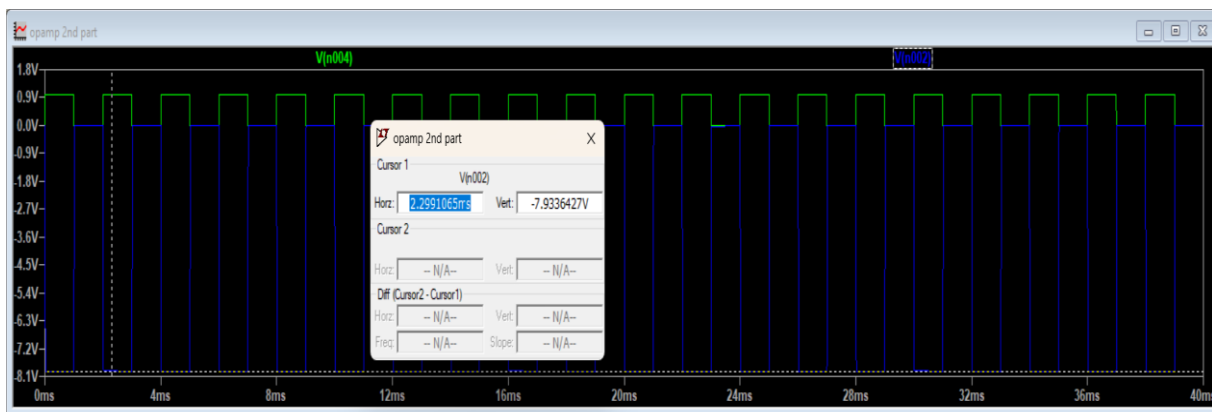 opamp 2nd part
V(n004) V(n002)
1.8V
0.9V
0.0V
-0.9V
-1.8V
-2.7V
-3.6V
-4.5V
-5.4V
-6.3V
-7.2V
-8.1V
0ms 4ms 8ms 12ms 16ms 20ms 24ms 28ms 32ms 36ms 40ms
opamp 2nd part X
Cursor 1
V(n002)
Horz: 2.2991065ms Vert: -7.9336427V
Cursor 2
Horz: -- N/A-- Vert: -- N/A--
Diff (Cursor2 - Cursor1)
Horz: -- N/A-- Vert: -- N/A--
Freq: -- N/A-- Slope: -- N/A--